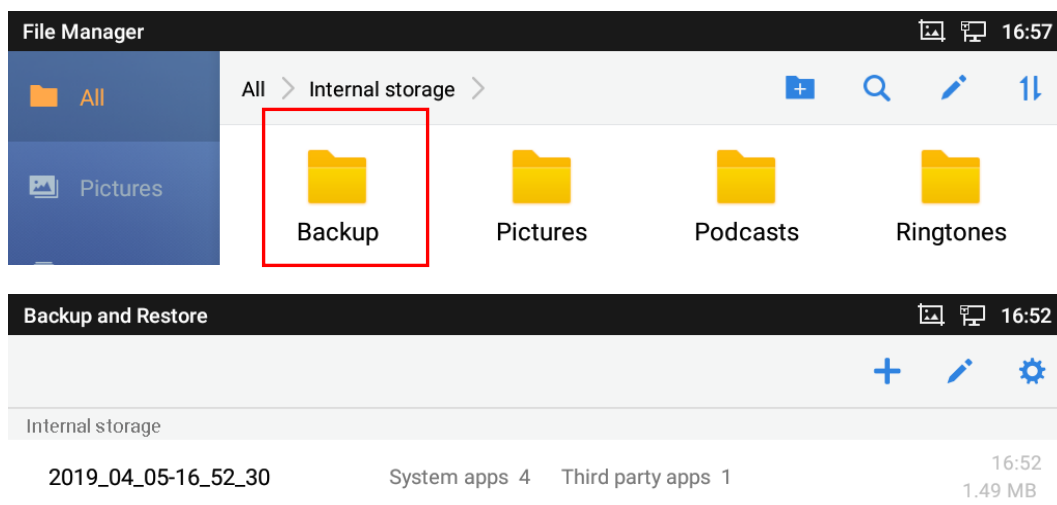 File Manager 16:57
All All Internal storage
Pictures
Backup Pictures Podcasts Ringtones
Backup and Restore 16:52
Internal storage
2019_04_05-16_52_30 System apps 4 Third party apps 1 16:52
1.49 MB